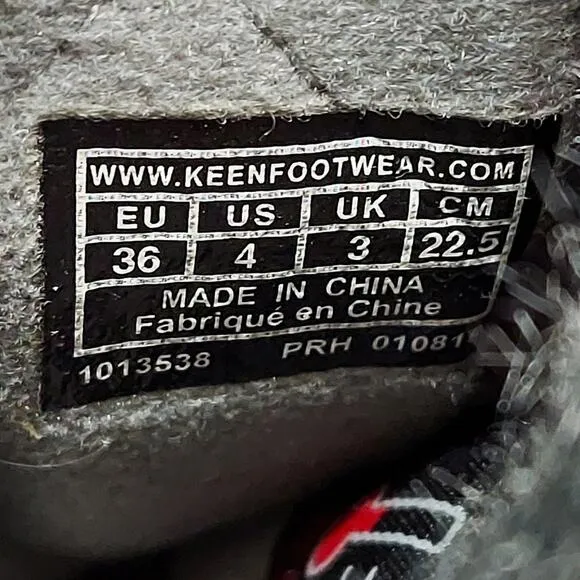 WWW.KEENFOOTWEAR.COM
EU US UK CM
36 4 3 22.5
MADE IN CHINA
Fabriqué en Chine
1013538 PRH